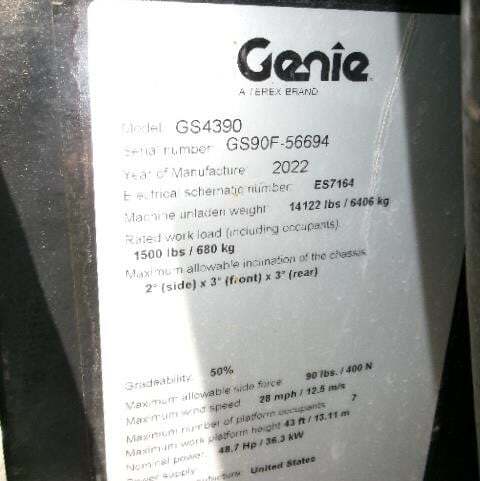 Genie
A TEREX BRAND
Model: GS4390
Serial number: GS90F-56694
Year of Manufacture: 2022
Electrical schematic number: ES7164
Machine unladen weight: 14122 lbs / 6406 kg
Rated work load (including occupants):
1500 lbs / 680 kg
Maximum allowable inclination of the chassis:
2° (side) x 3° (front) x 3° (rear)
Gradeability: 50%
Maximum allowable side force: 90 lbs. / 400 N
Maximum wind speed: 28 mph / 12.5 m/s
Maximum number of platform occupants: 7
Maximum work platform height: 43 ft / 13.11 m
Nominal power: 48.7 Hp / 36.3 kW
Power supply:
United States